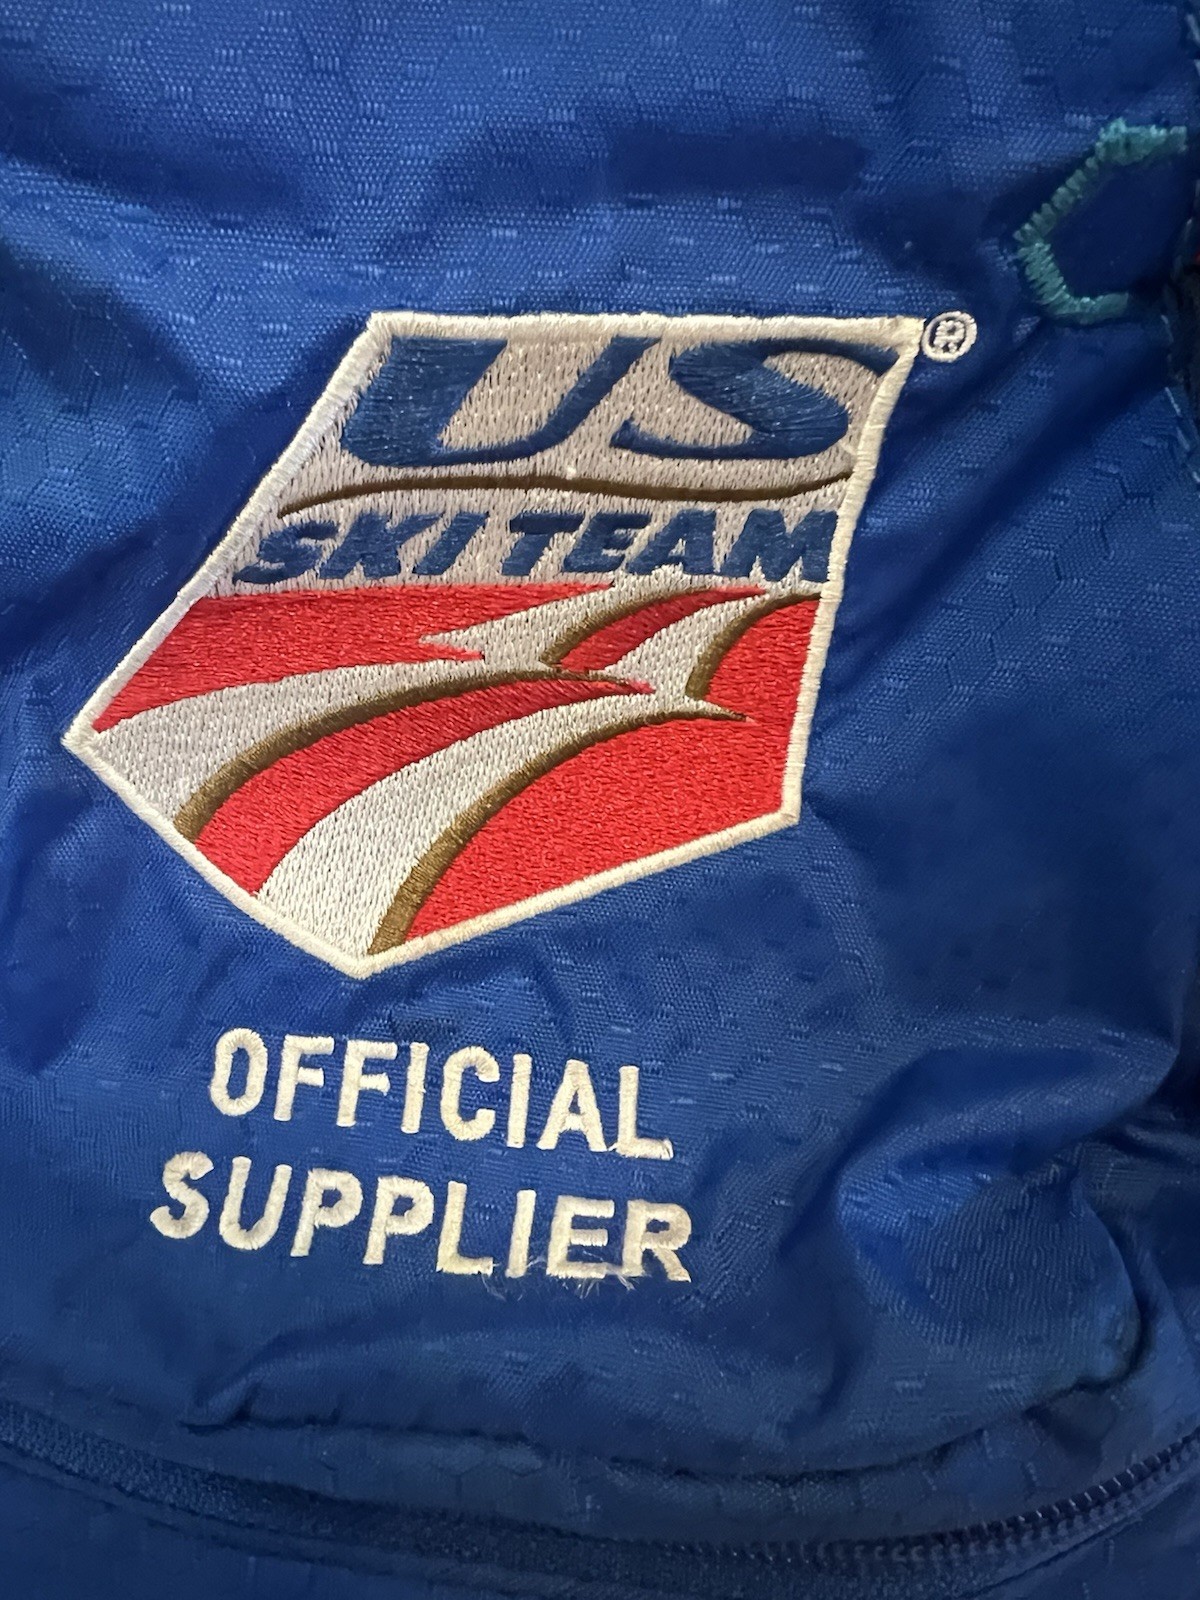 US®
SKI TEAM
OFFICIAL
SUPPLIER